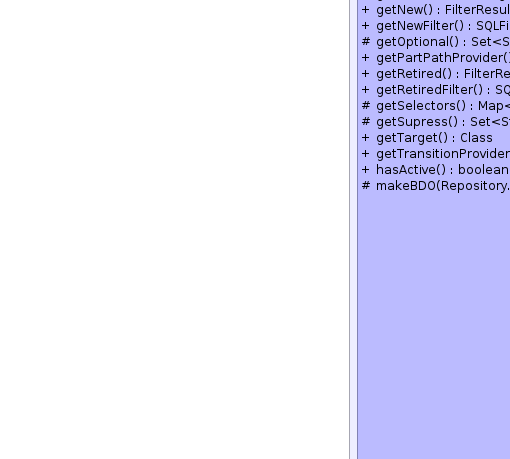 + getNew() : FilterResul
+ getNewFilter() : SQLFi
# getOptional() : Set<S
+ getPartPathProvider()
+ getRetired() : FilterRe
+ getRetiredFilter() : SQ
# getSelectors() : Map<
# getSupress() : Set<St
+ getTarget() : Class
+ getTransitionProvider
+ hasActive() : boolean
# makeBDO(Repository.